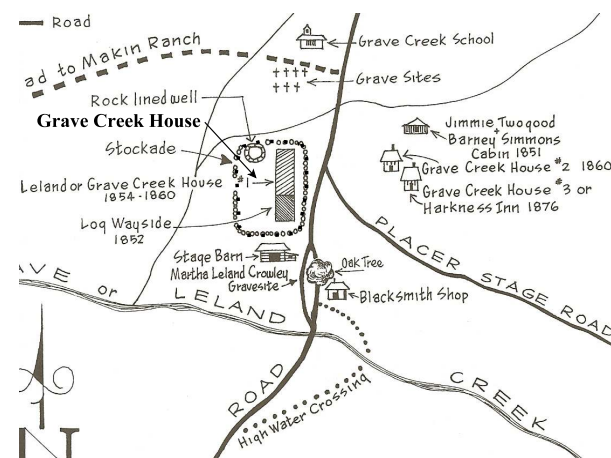 Road
ad to Makin Ranch
Grave Creek School
Grave Sites
Rock lined well
Grave Creek House
Stockade
Jimmie Twogood
+
Barney Simmons
Cabin 1851
Grave Creek House #2 1860
Grave Creek House #3 or
Harkness Inn 1876
#1
Leland or Grave Creek House
1854-1860
Log Wayside
1852
PLACER STAGE ROAD
Stage Barn
Martha Leland Crowley
Gravesite
Oak Tree
Blacksmith Shop
AVE or LELAND CREEK
ROAD
High Water Crossing
N